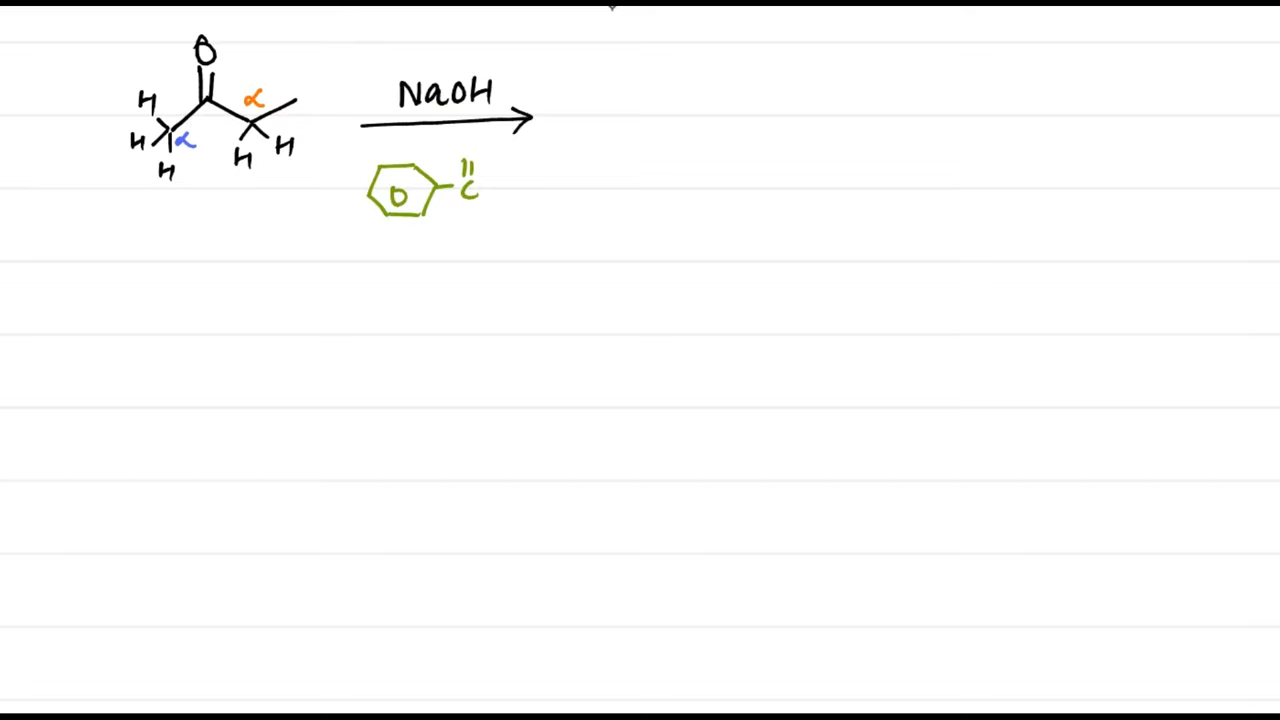 O
H α NaOH
H α H H
H
C